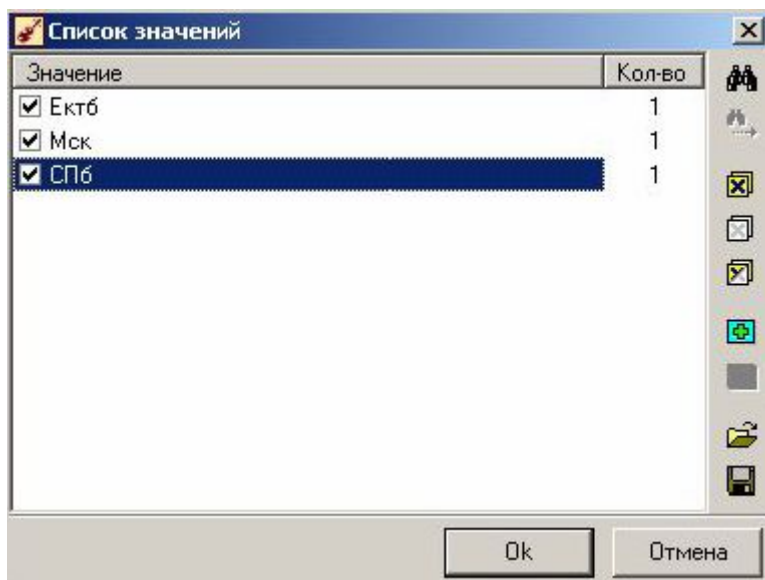 Список значений
Значение Кол-во
Ектб 1
Мск 1
СПб 1
Ok Отмена